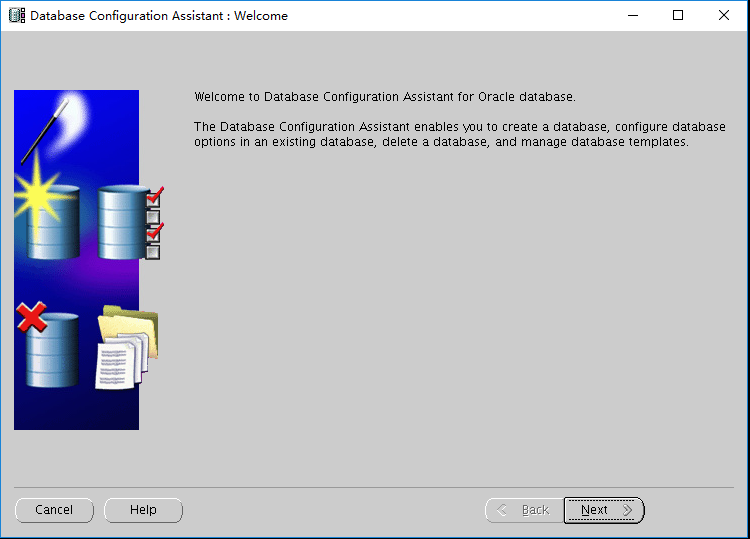 Database Configuration Assistant : Welcome
Welcome to Database Configuration Assistant for Oracle database.
The Database Configuration Assistant enables you to create a database, configure database
options in an existing database, delete a database, and manage database templates.
Cancel Help Back Next